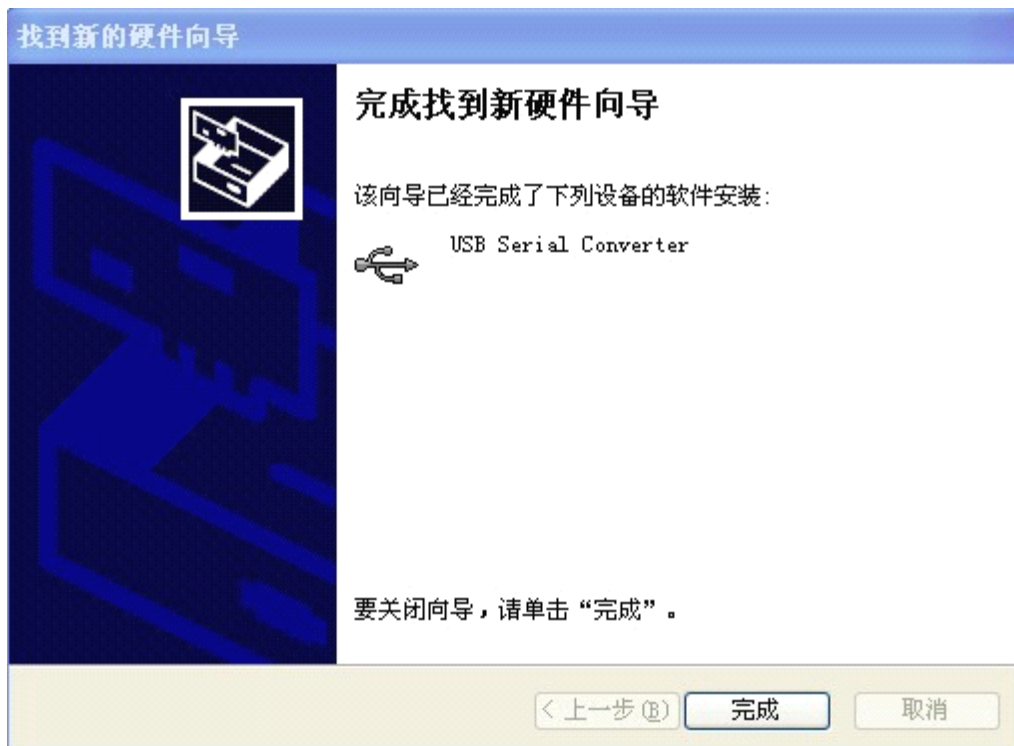 找到新的硬件向导
完成找到新硬件向导
该向导已经完成了下列设备的软件安装:
USB Serial Converter
要关闭向导，请单击“完成”。
< 上一步(B)
完成
取消